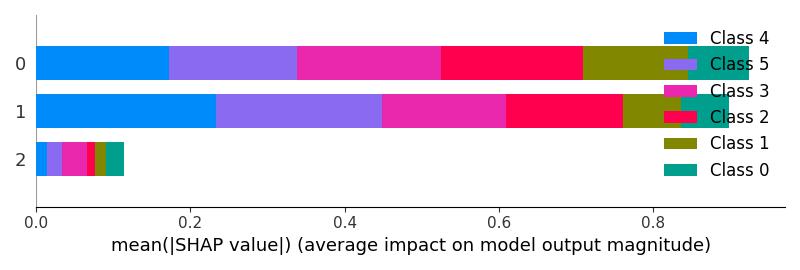 0
1
2
Class 4
Class 5
Class 3
Class 2
Class 1
Class 0
0.0 0.2 0.4 0.6 0.8
mean(|SHAP value|) (average impact on model output magnitude)